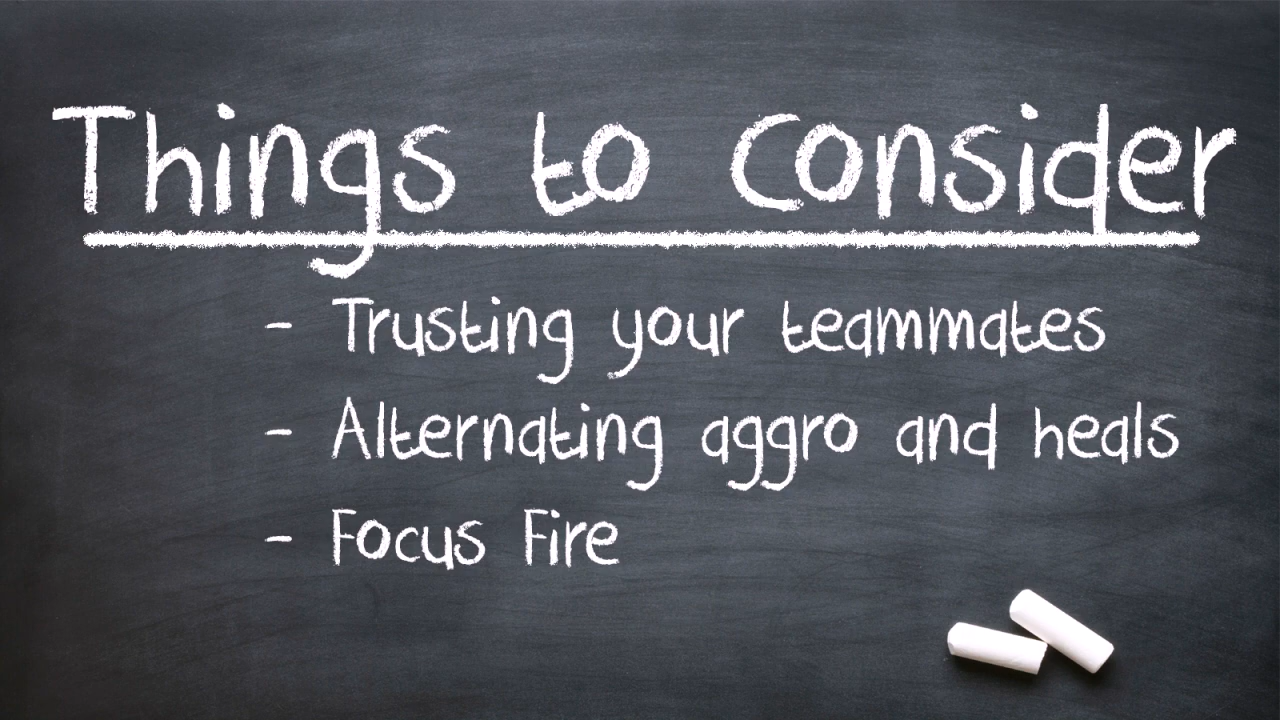 Things to Consider
- Trusting your teammates
- Alternating aggro and heals
- Focus Fire